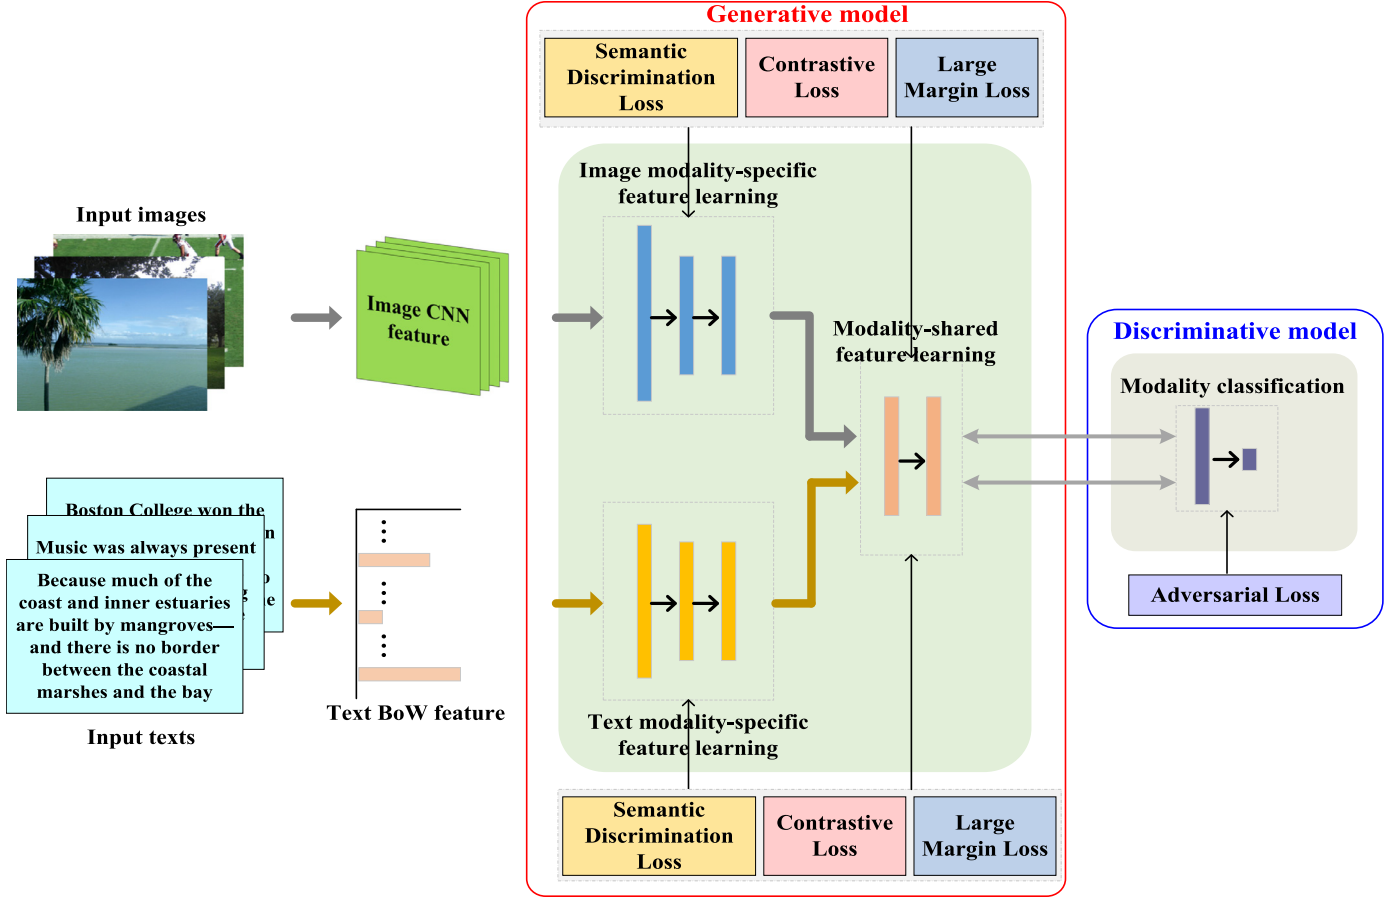 Generative model
Semantic
Discrimination
Loss
Contrastive
Loss
Large
Margin Loss
Image modality-specific
feature learning
Input images
Image CNN
feature
Modality-shared
feature learning
Discriminative model
Modality classification
Adversarial Loss
Boston College won the
n
Music was always present
o
g
ne
e
Because much of the
coast and inner estuaries
are built by mangroves—
and there is no border
between the coastal
marshes and the bay
Input texts
Text BoW feature
Text modality-specific
feature learning
Semantic
Discrimination
Loss
Contrastive
Loss
Large
Margin Loss